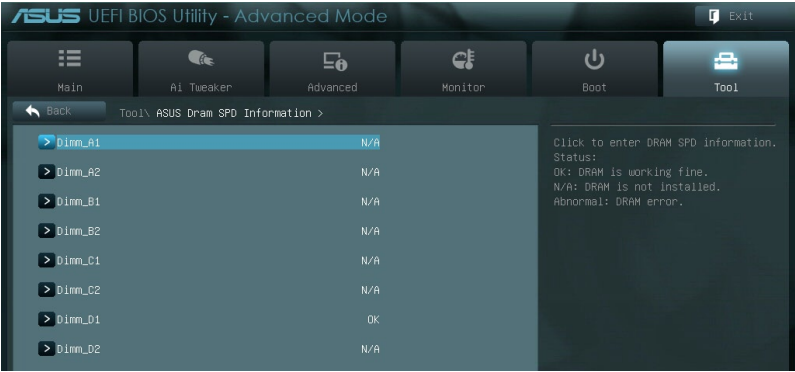 ASUS UEFI BIOS Utility - Advanced Mode
Exit
Main
Ai Tweaker
Advanced
Monitor
Boot
Tool
Back
Tool\ ASUS Dram SPD Information >
Dimm_A1 N/A
Dimm_A2 N/A
Dimm_B1 N/A
Dimm_B2 N/A
Dimm_C1 N/A
Dimm_C2 N/A
Dimm_D1 OK
Dimm_D2 N/A
Click to enter DRAM SPD information.
Status:
OK: DRAM is working fine.
N/A: DRAM is not installed.
Abnormal: DRAM error.